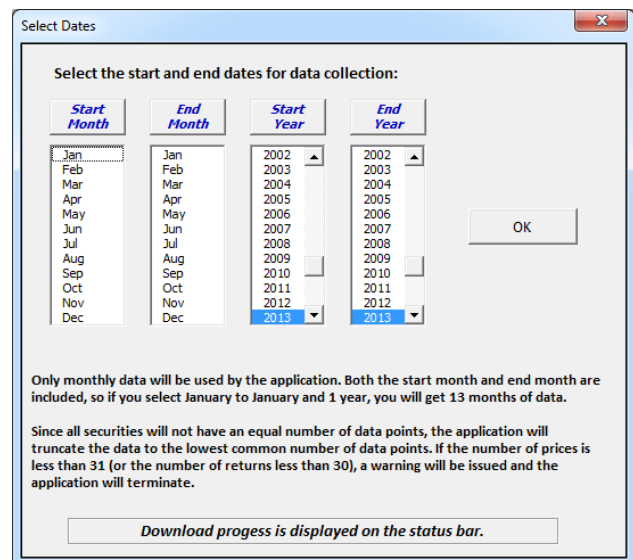 Select Dates
x
Select the start and end dates for data collection:
Start Month
End Month
Start Year
End Year
Jan
Feb
Mar
Apr
May
Jun
Jul
Aug
Sep
Oct
Nov
Dec
Jan
Feb
Mar
Apr
May
Jun
Jul
Aug
Sep
Oct
Nov
Dec
2002
2003
2004
2005
2006
2007
2008
2009
2010
2011
2012
2013
2002
2003
2004
2005
2006
2007
2008
2009
2010
2011
2012
2013
OK
Only monthly data will be used by the application. Both the start month and end month are
included, so if you select January to January and 1 year, you will get 13 months of data.
Since all securities will not have an equal number of data points, the application will
truncate the data to the lowest common number of data points. If the number of prices is
less than 31 (or the number of returns less than 30), a warning will be issued and the
application will terminate.
Download progess is displayed on the status bar.